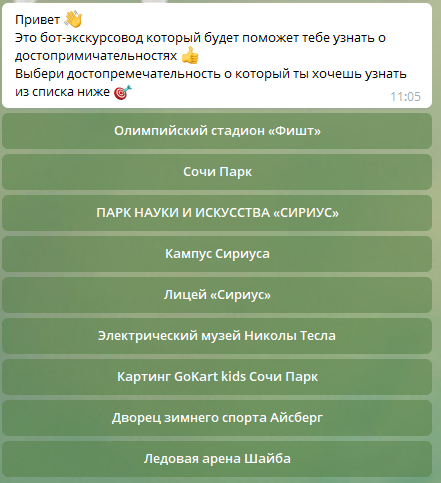 Привет 👋
Это бот-экскурсовод который будет поможет тебе узнать о
достопримичательностях 👍
Выбери достопремечательность о который ты хочешь узнать
из списка ниже 🎯
11:05
Олимпийский стадион «Фишт»
Сочи Парк
ПАРК НАУКИ И ИСКУССТВА «СИРИУС»
Кампус Сириуса
Лицей «Сириус»
Электрический музей Николы Тесла
Картинг GoKart kids Сочи Парк
Дворец зимнего спорта Айсберг
Ледовая арена Шайба